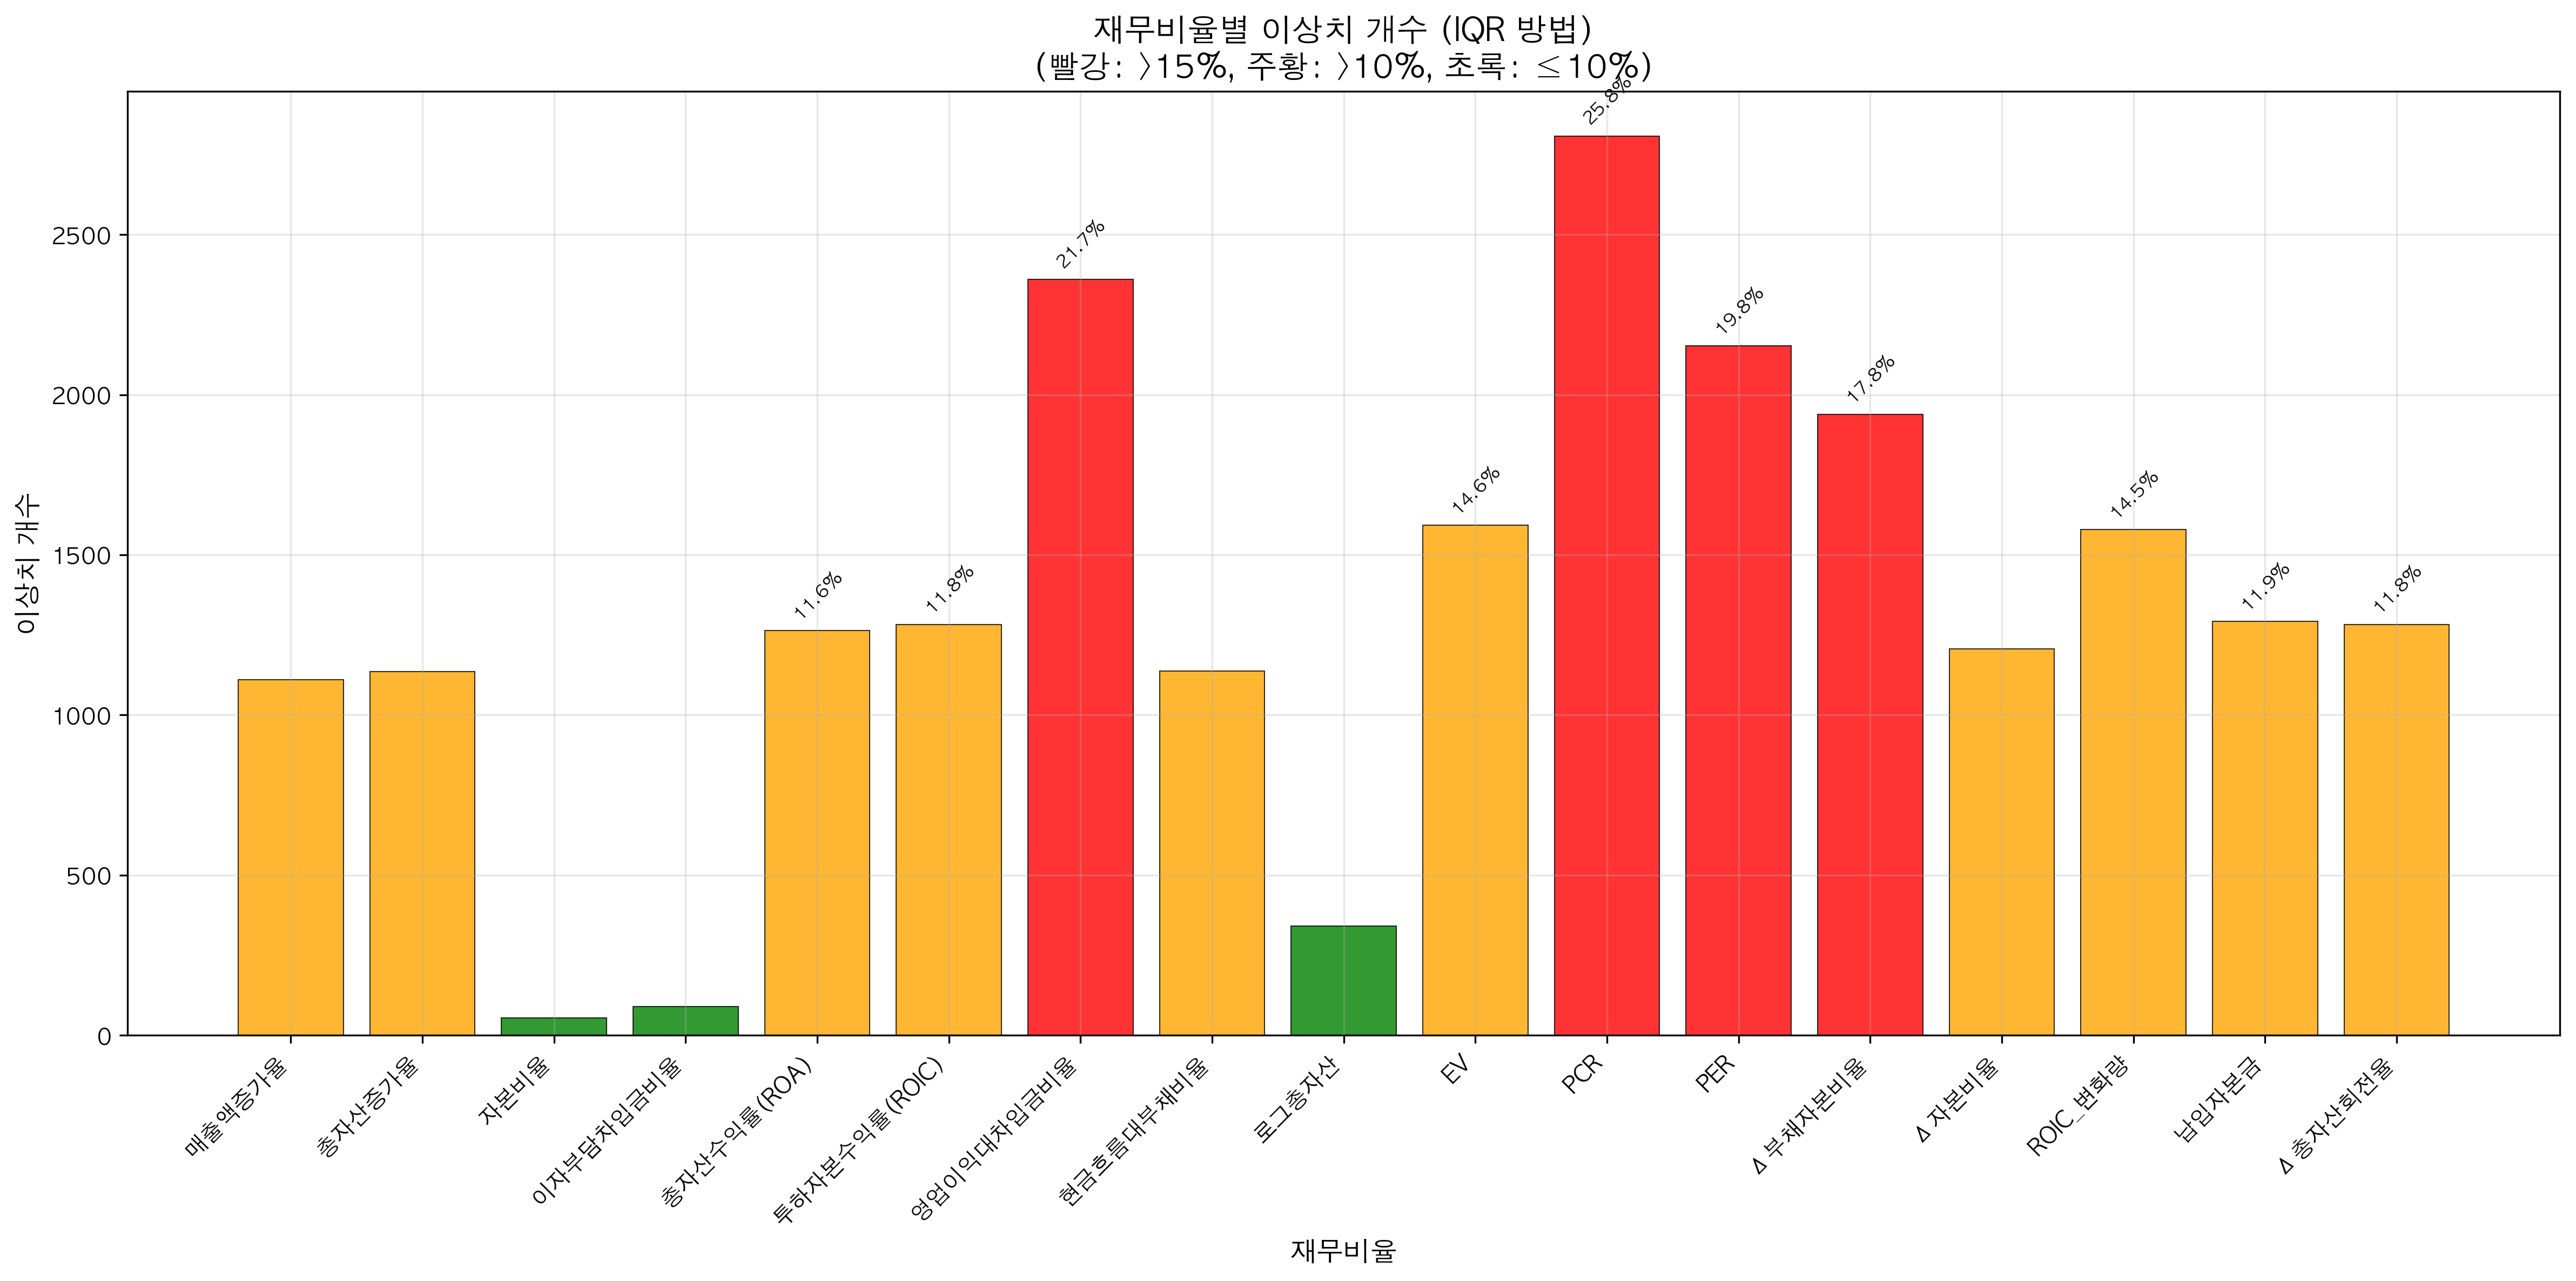 재무비율별 이상치 개수 (IQR 방법)
(빨강: >15%, 주황: >10%, 초록: ≤10%)
이상치 개수
2500
2000
1500
1000
500
0
11.6%
11.8%
21.7%
14.6%
25.8%
19.8%
17.8%
14.5%
11.9%
11.8%
매출액증가율
총자산증가율
자본비율
이자부담차입금비율
총자산수익률(ROA)
투하자본수익률(ROIC)
영업이익대차입금비율
현금흐름대부채비율
로그총자산
EV
PCR
PER
Δ부채자본비율
Δ자본비율
ROIC_변화량
납입자본금
Δ총자산회전율
재무비율